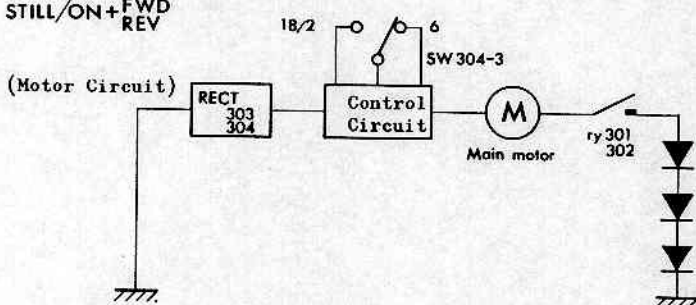 STILL/ON+FWD
REV
18/2
6
SW 304-3
(Motor Circuit)
RECT
303
304
Control
Circuit
M
Main motor
ry 301
302